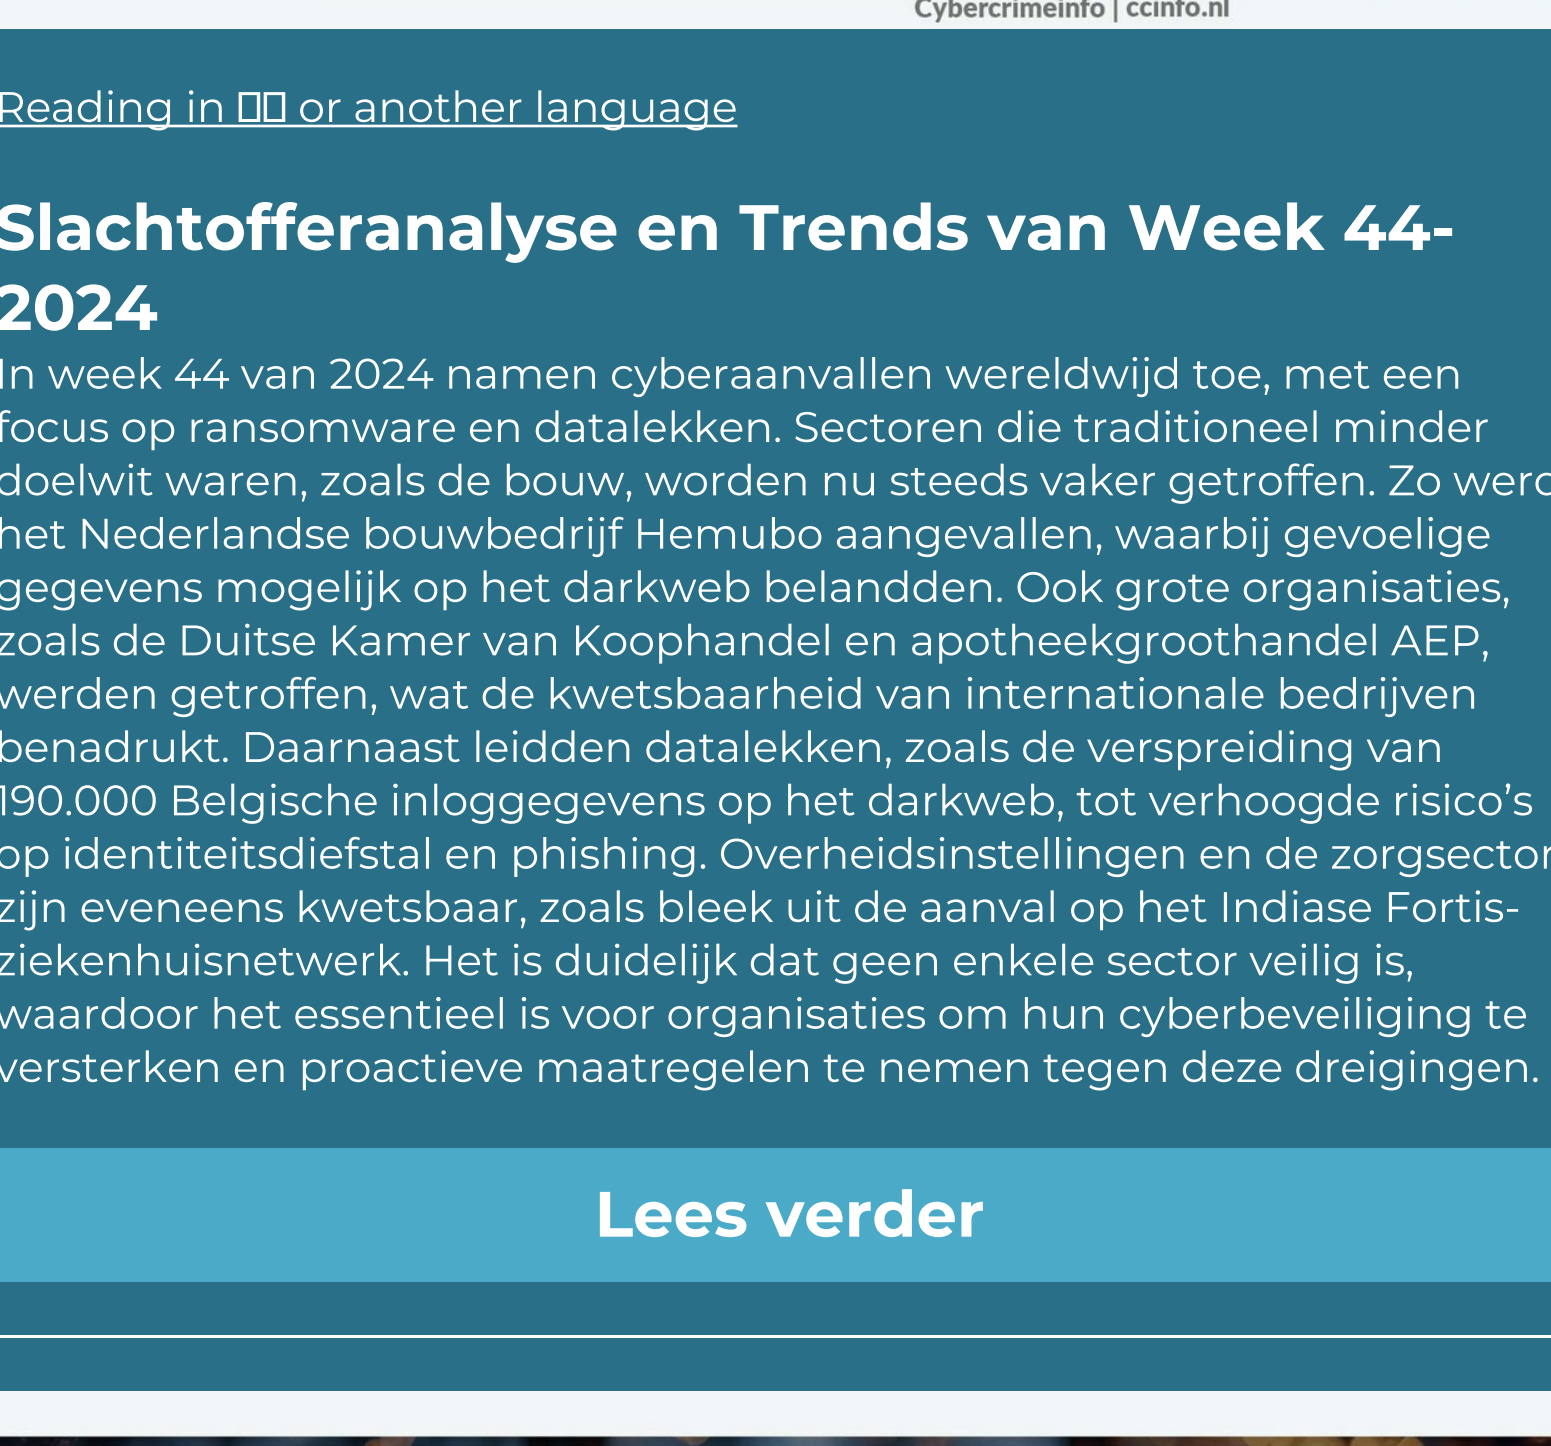 Cybercrimeinfo | ccinfo.nl
Reading in or another language
Slachtofferanalyse en Trends van Week 44-
2024
In week 44 van 2024 namen cyberaanvallen wereldwijd toe, met een
focus op ransomware en datalekken. Sectoren die traditioneel minder
doelwit waren, zoals de bouw, worden nu steeds vaker getroffen. Zo werd
het Nederlandse bouwbedrijf Hemubo aangevallen, waarbij gevoelige
gegevens mogelijk op het darkweb belandden. Ook grote organisaties,
zoals de Duitse Kamer van Koophandel en apotheekgroothandel AEP,
werden getroffen, wat de kwetsbaarheid van internationale bedrijven
benadrukt. Daarnaast leidden datalekken, zoals de verspreiding van
190.000 Belgische inloggegevens op het darkweb, tot verhoogde risico’s
op identiteitsdiefstal en phishing. Overheidsinstellingen en de zorgsector
zijn eveneens kwetsbaar, zoals bleek uit de aanval op het Indiase Fortis-
ziekenhuisnetwerk. Het is duidelijk dat geen enkele sector veilig is,
waardoor het essentieel is voor organisaties om hun cyberbeveiliging te
versterken en proactieve maatregelen te nemen tegen deze dreigingen.
Lees verder